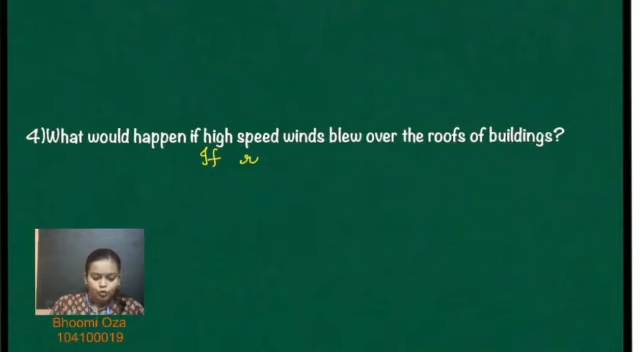 4)What would happen if high speed winds blew over the roofs of buildings?
If r
Bhoomi Oza
104100019